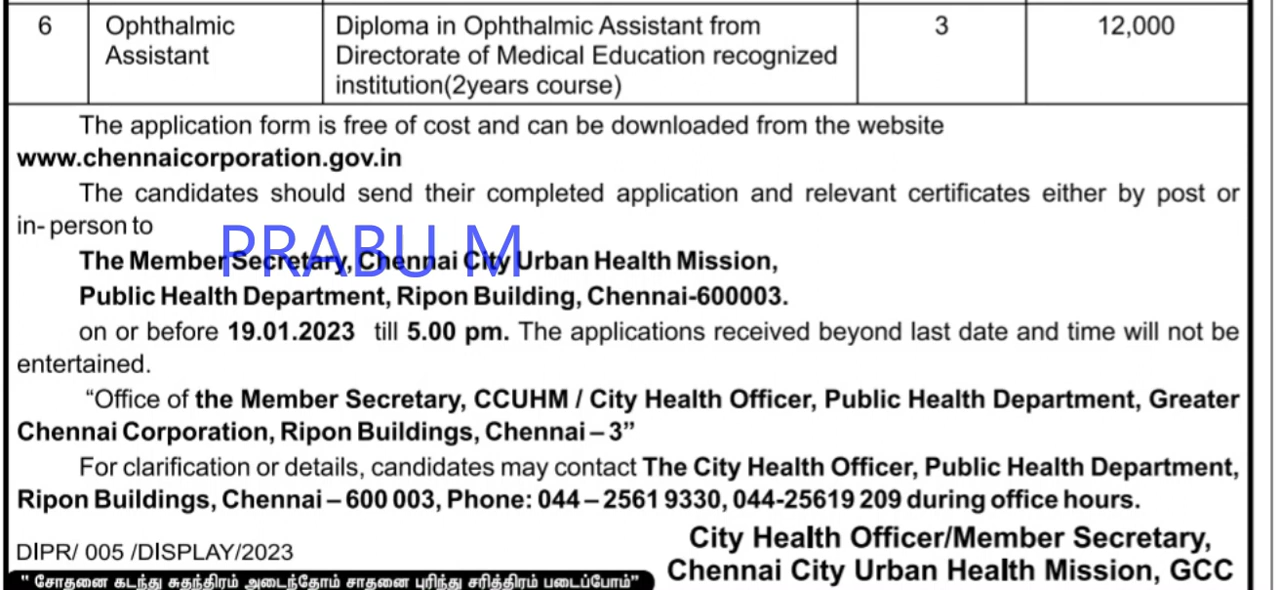 6 Ophthalmic Assistant Diploma in Ophthalmic Assistant from Directorate of Medical Education recognized institution(2years course) 3 12,000
The application form is free of cost and can be downloaded from the website
www.chennaicorporation.gov.in
The candidates should send their completed application and relevant certificates either by post or
in- person to
PRABU M
The Member Secretary, Chennai City Urban Health Mission,
Public Health Department, Ripon Building, Chennai-600003.
on or before 19.01.2023 till 5.00 pm. The applications received beyond last date and time will not be
entertained.
“Office of the Member Secretary, CCUHM / City Health Officer, Public Health Department, Greater
Chennai Corporation, Ripon Buildings, Chennai – 3”
For clarification or details, candidates may contact The City Health Officer, Public Health Department,
Ripon Buildings, Chennai – 600 003, Phone: 044 – 2561 9330, 044-25619 209 during office hours.
City Health Officer/Member Secretary,
Chennai City Urban Health Mission, GCC
DIPR/ 005 /DISPLAY/2023
" சோதனை கடந்து சுதந்திரம் அடைந்தோம் சாதனை புரிந்து சரித்திரம் படைப்போம்"